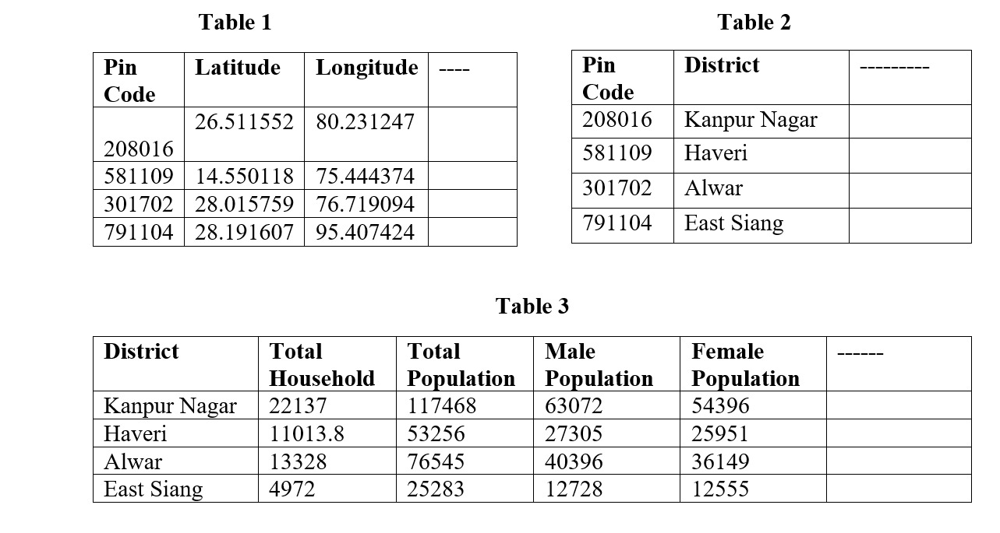 Table 1
Pin Code Latitude Longitude ----
208016 26.511552 80.231247
581109 14.550118 75.444374
301702 28.015759 76.719094
791104 28.191607 95.407424
Table 2
Pin Code District ---------
208016 Kanpur Nagar
581109 Haveri
301702 Alwar
791104 East Siang
Table 3
District Total Household Total Population Male Population Female Population ------
Kanpur Nagar 22137 117468 63072 54396
Haveri 11013.8 53256 27305 25951
Alwar 13328 76545 40396 36149
East Siang 4972 25283 12728 12555